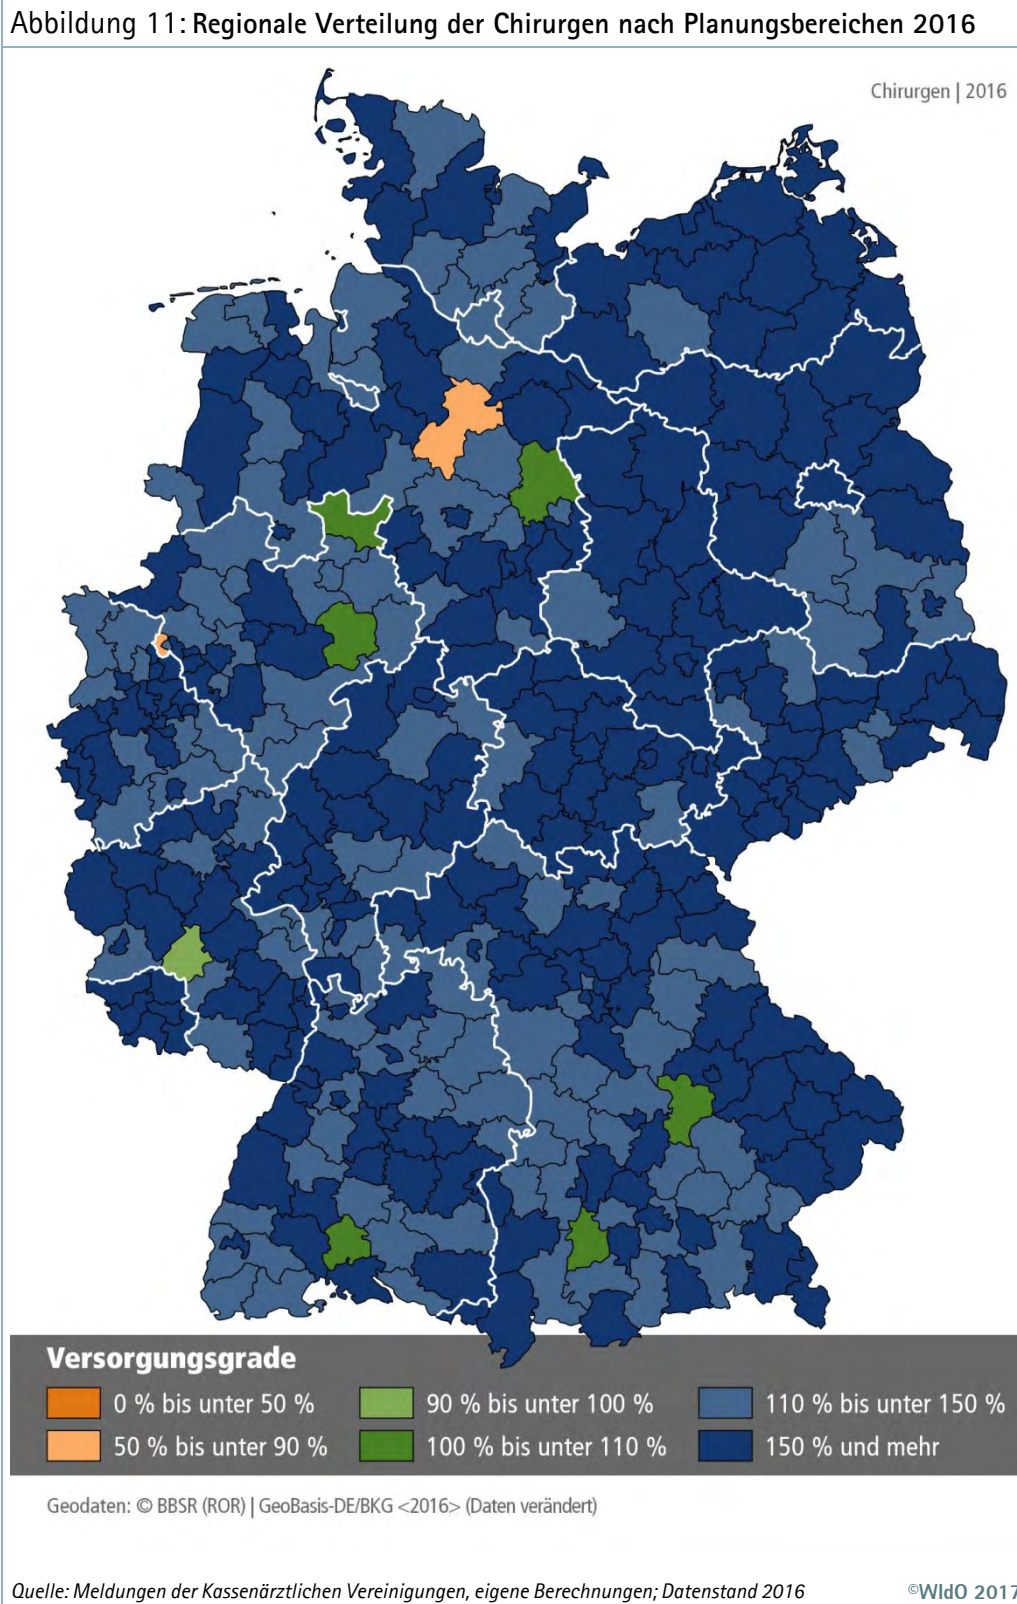 Abbildung 11: Regionale Verteilung der Chirurgen nach Planungsbereichen 2016
Chirurgen | 2016
Versorgungsgrade
0 % bis unter 50 %
90 % bis unter 100 %
110 % bis unter 150 %
50 % bis unter 90 %
100 % bis unter 110 %
150 % und mehr
Geodaten: © BBSR (ROR) | GeoBasis-DE/BKG <2016> (Daten verändert)
Quelle: Meldungen der Kassenärztlichen Vereinigungen, eigene Berechnungen; Datenstand 2016
©WIdO 2017